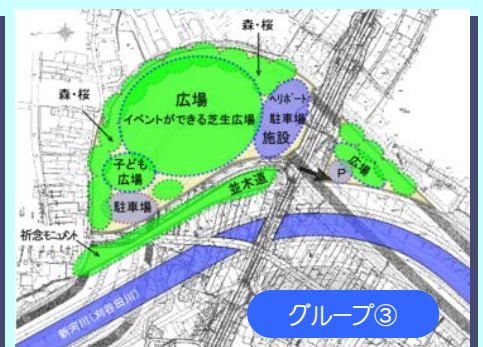 森・桜
森・桜
広場
イベントができる芝生広場
ヘリポート
駐車場
施設
子ども
広場
駐車場
広場
P
並木道
祈念モニュメント
新河川(刈谷田川)
グループ③